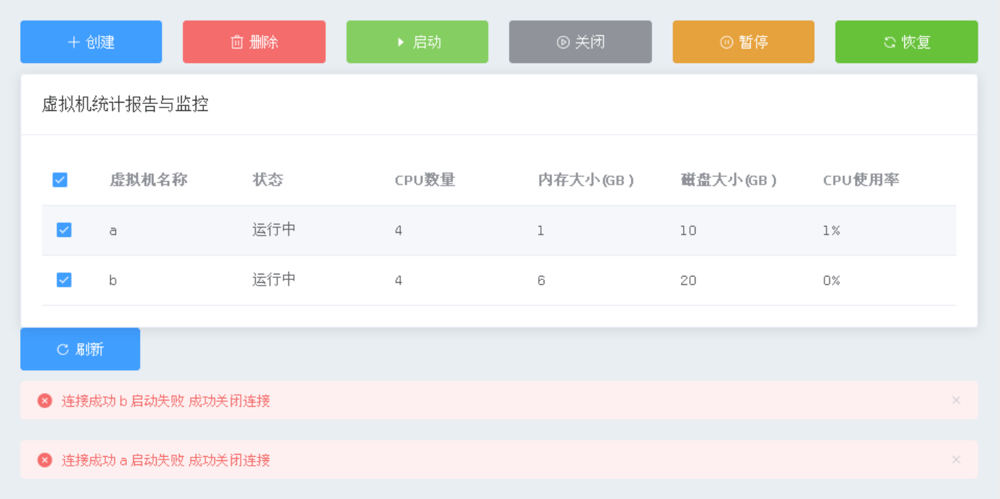 创建 删除 启动 关闭 暂停 恢复
虚拟机统计报告与监控
虚拟机名称 状态 CPU数量 内存大小(GB) 磁盘大小(GB) CPU使用率
a 运行中 4 1 10 1%
b 运行中 4 6 20 0%
刷新
连接成功 b 启动失败 成功关闭连接
连接成功 a 启动失败 成功关闭连接